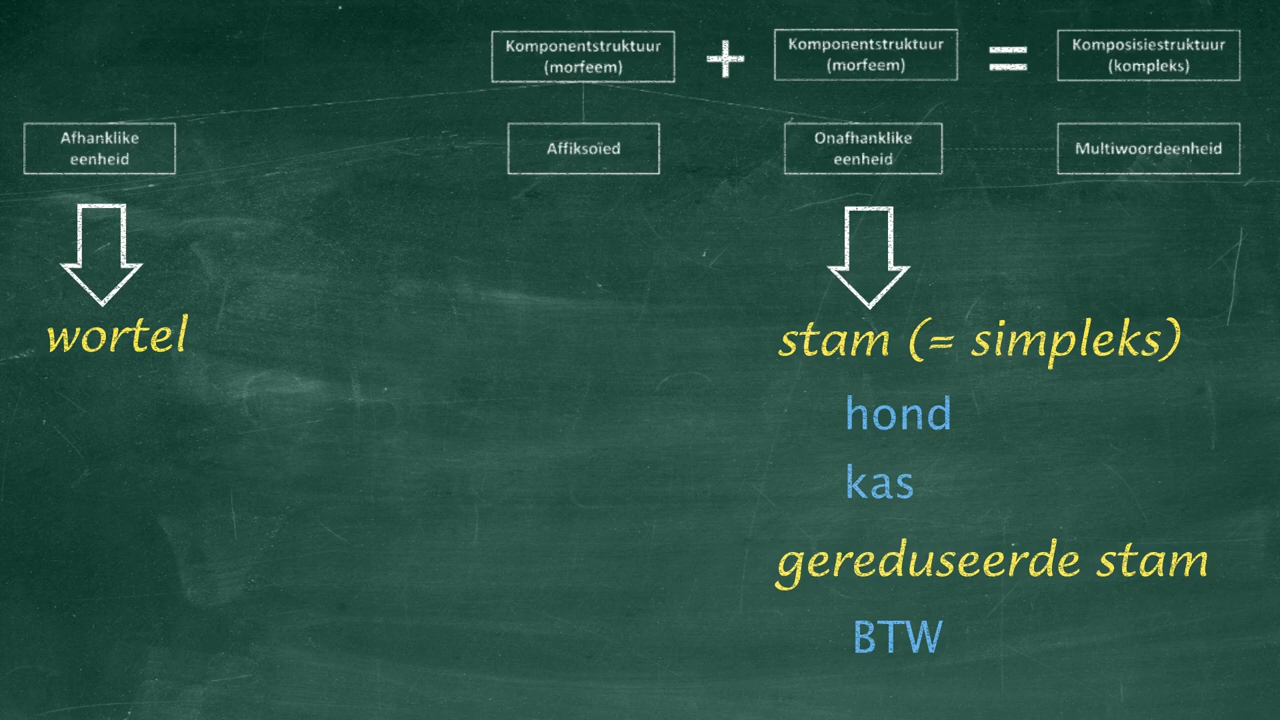 Komponentstruktuur
(morfeem)
+
Komponentstruktuur
(morfeem)
=
Komposisiestruktuur
(kompleks)
Afhanklike
eenheid
Affiksoïed
Onafhanklike
eenheid
Multiwoordeenheid
wortel
stam (= simpleks)
hond
kas
gereduseerde stam
BTW